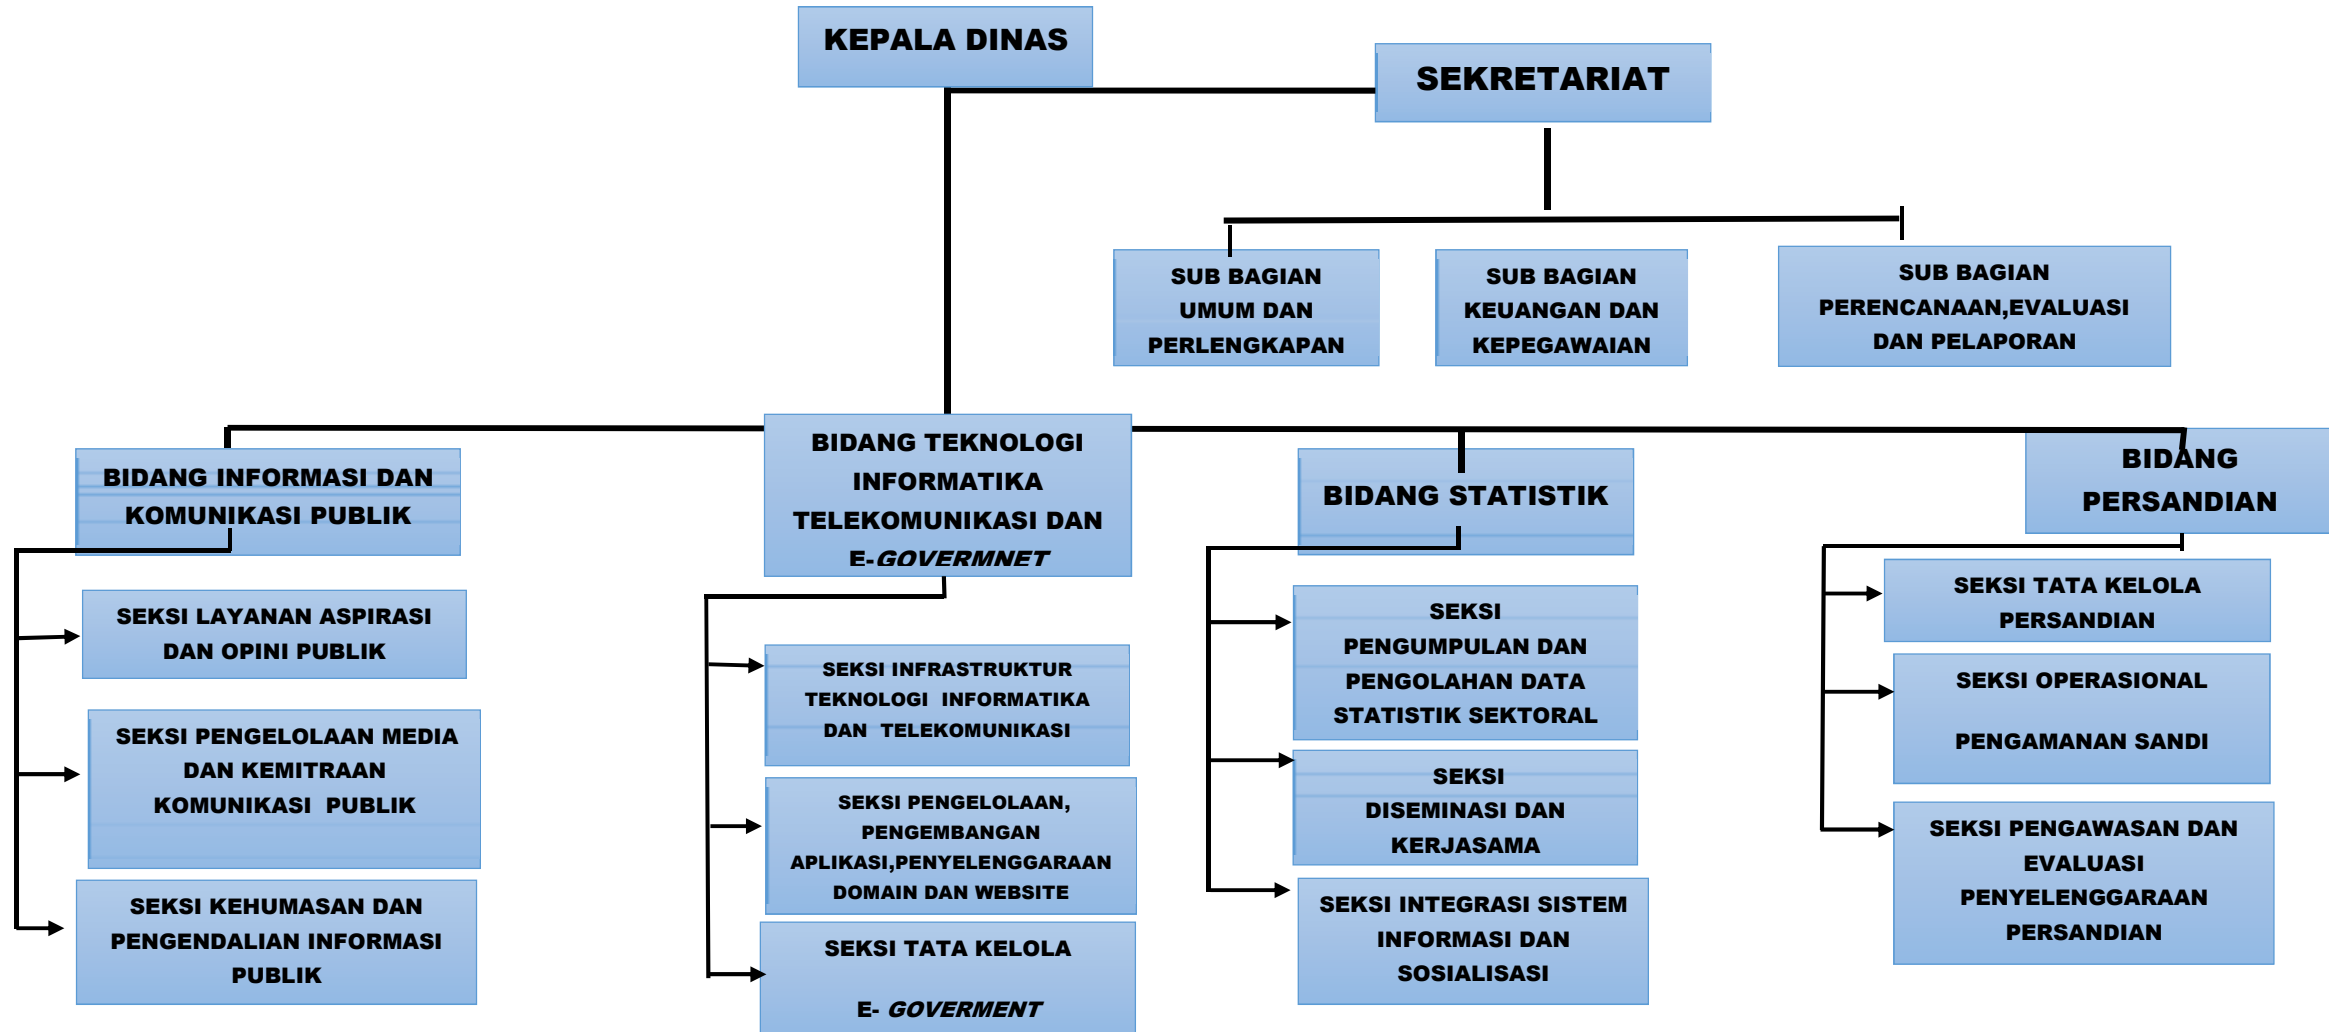 KEPALA DINAS
SEKRETARIAT
SUB BAGIAN
UMUM DAN
PERLENGKAPAN
SUB BAGIAN
KEUANGAN DAN
KEPEGAWAIAN
SUB BAGIAN
PERENCANAAN,EVALUASI
DAN PELAPORAN
BIDANG INFORMASI DAN
KOMUNIKASI PUBLIK
SEKSI LAYANAN ASPIRASI
DAN OPINI PUBLIK
SEKSI PENGELOLAAN MEDIA
DAN KEMITRAAN
KOMUNIKASI PUBLIK
SEKSI KEHUMASAN DAN
PENGENDALIAN INFORMASI
PUBLIK
BIDANG TEKNOLOGI
INFORMATIKA
TELEKOMUNIKASI DAN
E-GOVERMNET
SEKSI INFRASTRUKTUR
TEKNOLOGI INFORMATIKA
DAN TELEKOMUNIKASI
SEKSI PENGELOLAAN,
PENGEMBANGAN
APLIKASI,PENYELENGGARAAN
DOMAIN DAN WEBSITE
SEKSI TATA KELOLA
E- GOVERMENT
BIDANG STATISTIK
SEKSI
PENGUMPULAN DAN
PENGOLAHAN DATA
STATISTIK SEKTORAL
SEKSI
DISEMINASI DAN
KERJASAMA
SEKSI INTEGRASI SISTEM
INFORMASI DAN
SOSIALISASI
BIDANG
PERSANDIAN
SEKSI TATA KELOLA
PERSANDIAN
SEKSI OPERASIONAL
PENGAMANAN SANDI
SEKSI PENGAWASAN DAN
EVALUASI
PENYELENGGARAAN
PERSANDIAN